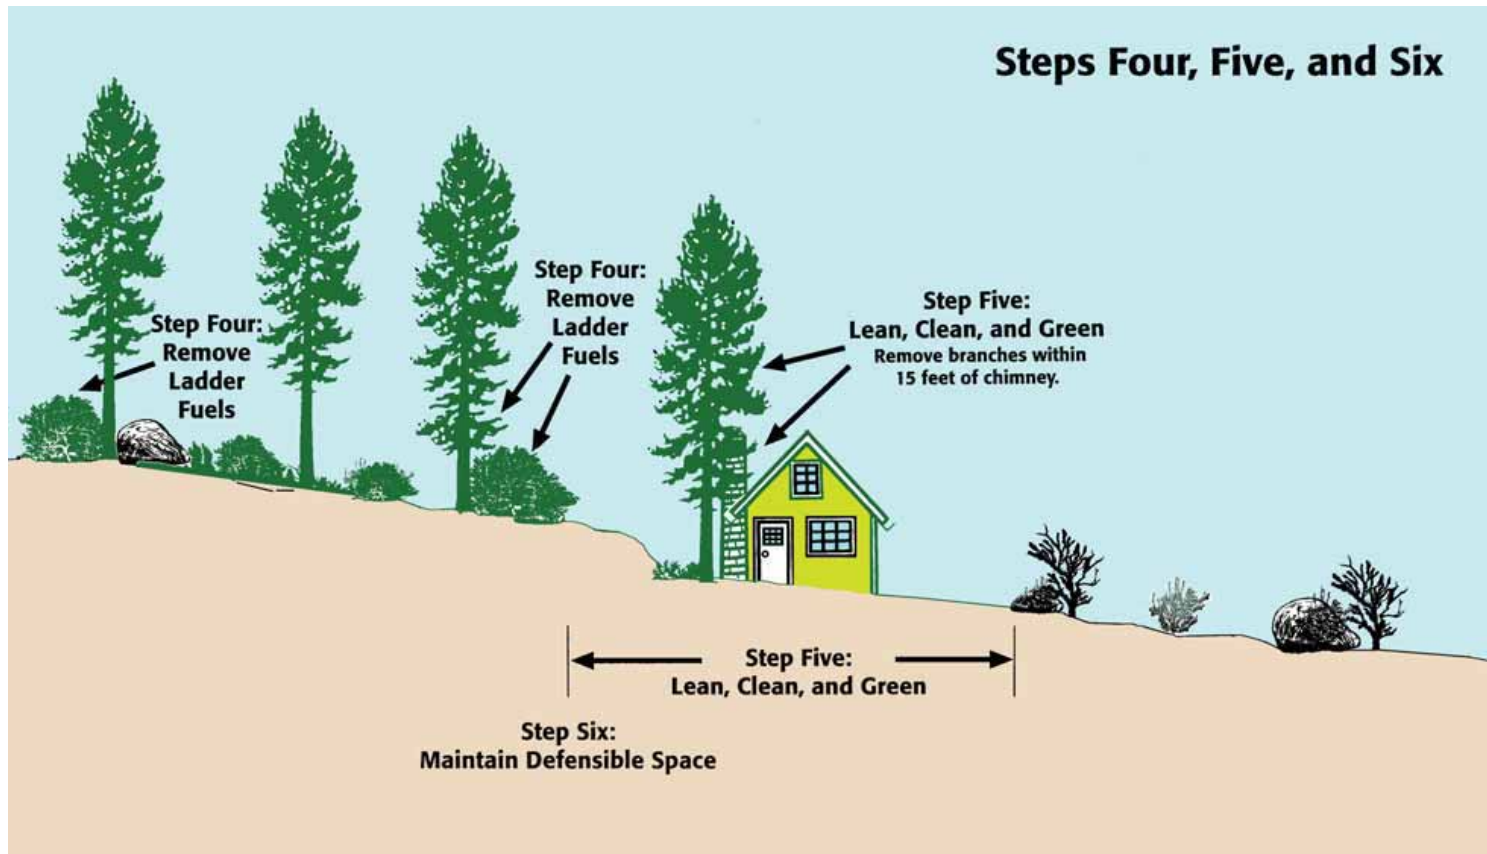 Steps Four, Five, and Six
Step Four:
Remove
Ladder
Fuels
Step Four:
Remove
Ladder
Fuels
Step Five:
Lean, Clean, and Green
Remove branches within
15 feet of chimney.
Step Five:
Lean, Clean, and Green
Step Six:
Maintain Defensible Space